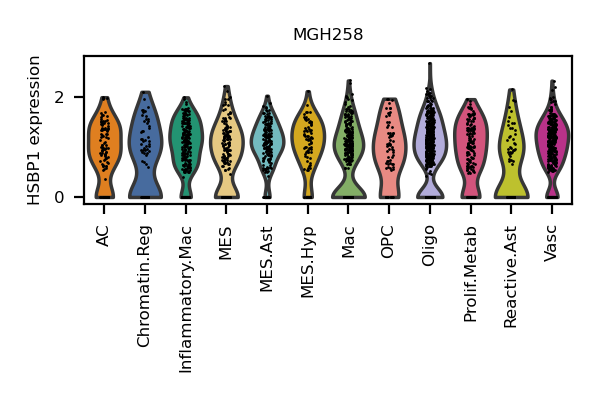 MGH258
HSBP1 expression
2
0
AC
Chromatin.Reg
Inflammatory.Mac
MES
MES.Ast
MES.Hyp
Mac
OPC
Oligo
Prolif.Metab
Reactive.Ast
Vasc